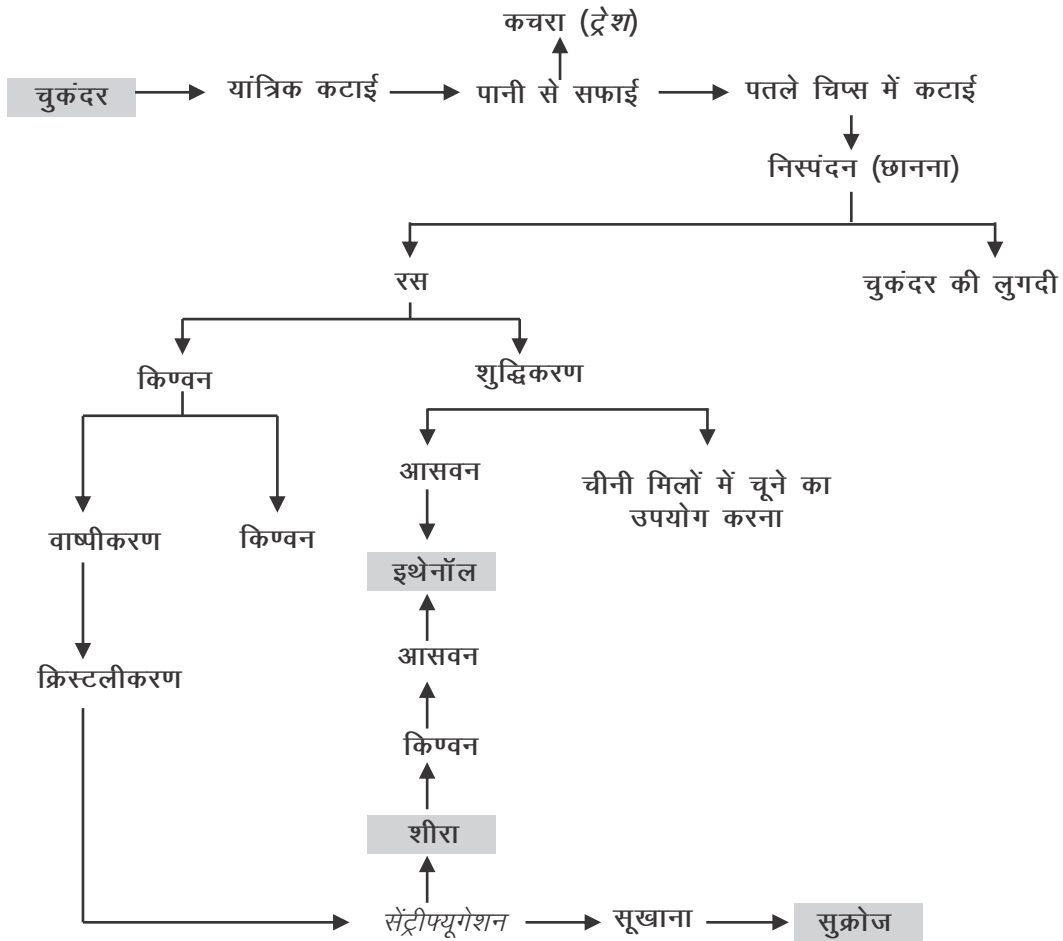 कचरा (ट्रेश)
चुकंदर
यांत्रिक कटाई
पानी से सफाई
पतले चिप्स में कटाई
निस्पंदन (छानना)
रस
चुकंदर की लुगदी
किण्वन
शुद्धिकरण
आसवन
चीनी मिलों में चूने का
उपयोग करना
वाष्पीकरण
किण्वन
इथेनॉल
आसवन
क्रिस्टलीकरण
किण्वन
शीरा
सेंट्रीफ्यूगेशन
सूखाना
सुक्रोज